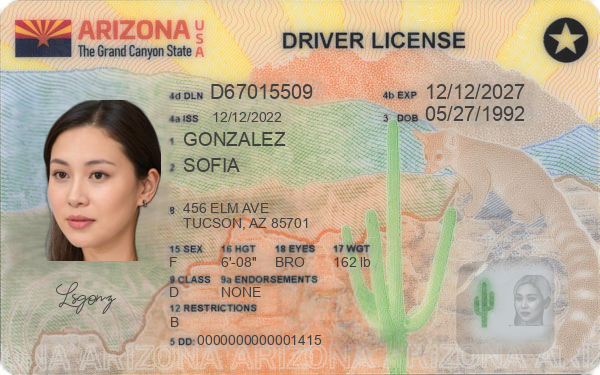 ARIZONA USA
The Grand Canyon State
DRIVER LICENSE
4d DLN D67015509
4b EXP 12/12/2027
4a ISS 12/12/2022
3 DOB 05/27/1992
1 GONZALEZ
2 SOFIA
8 456 ELM AVE
TUCSON, AZ 85701
15 SEX 16 HGT 18 EYES 17 WGT
F 6'-08" BRO 162 lb
9 CLASS 9a ENDORSEMENTS
D NONE
12 RESTRICTIONS
B
5 DD: 0000000000001415
ONA ARIZONA ARIZONA ARIZONA ARIZONA ARIZON